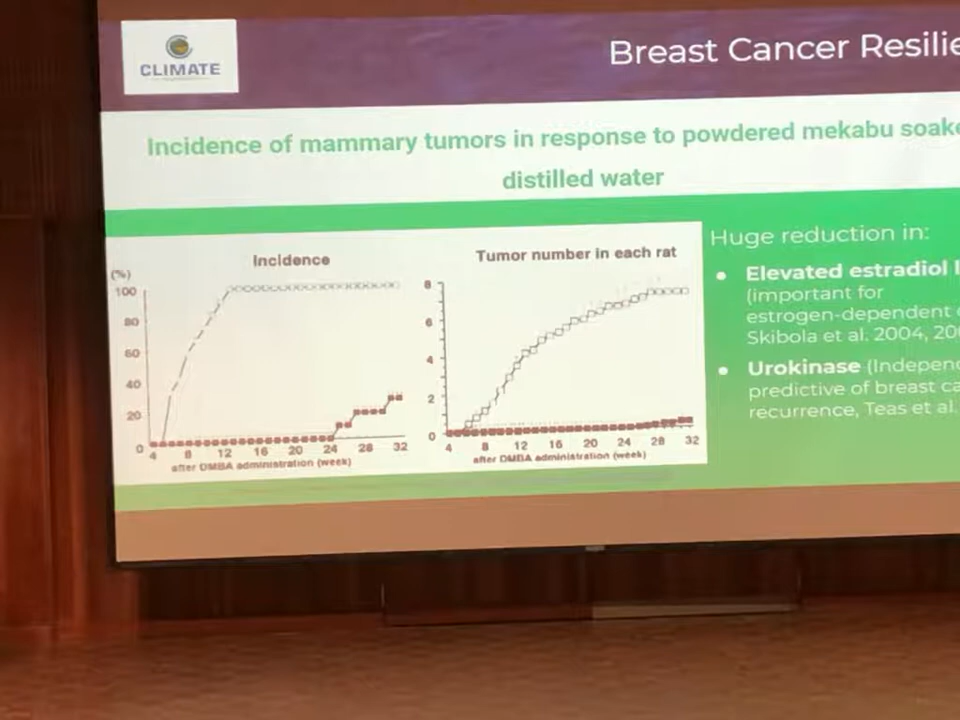 CLIMATE
Breast Cancer Resilie
Incidence of mammary tumors in response to powdered mekabu soake
distilled water
Incidence
(%)
100
80
60
40
20
0
4 8 12 16 20 24 28 32
after DMBA administration (week)
Tumor number in each rat
8
6
4
2
0
4 8 12 16 20 24 28 32
after DMBA administration (week)
Huge reduction in:
• Elevated estradiol l
(important for
estrogen-dependent
Skibola et al. 2004, 20
• Urokinase (Independ
predictive of breast ca
recurrence, Teas et al.